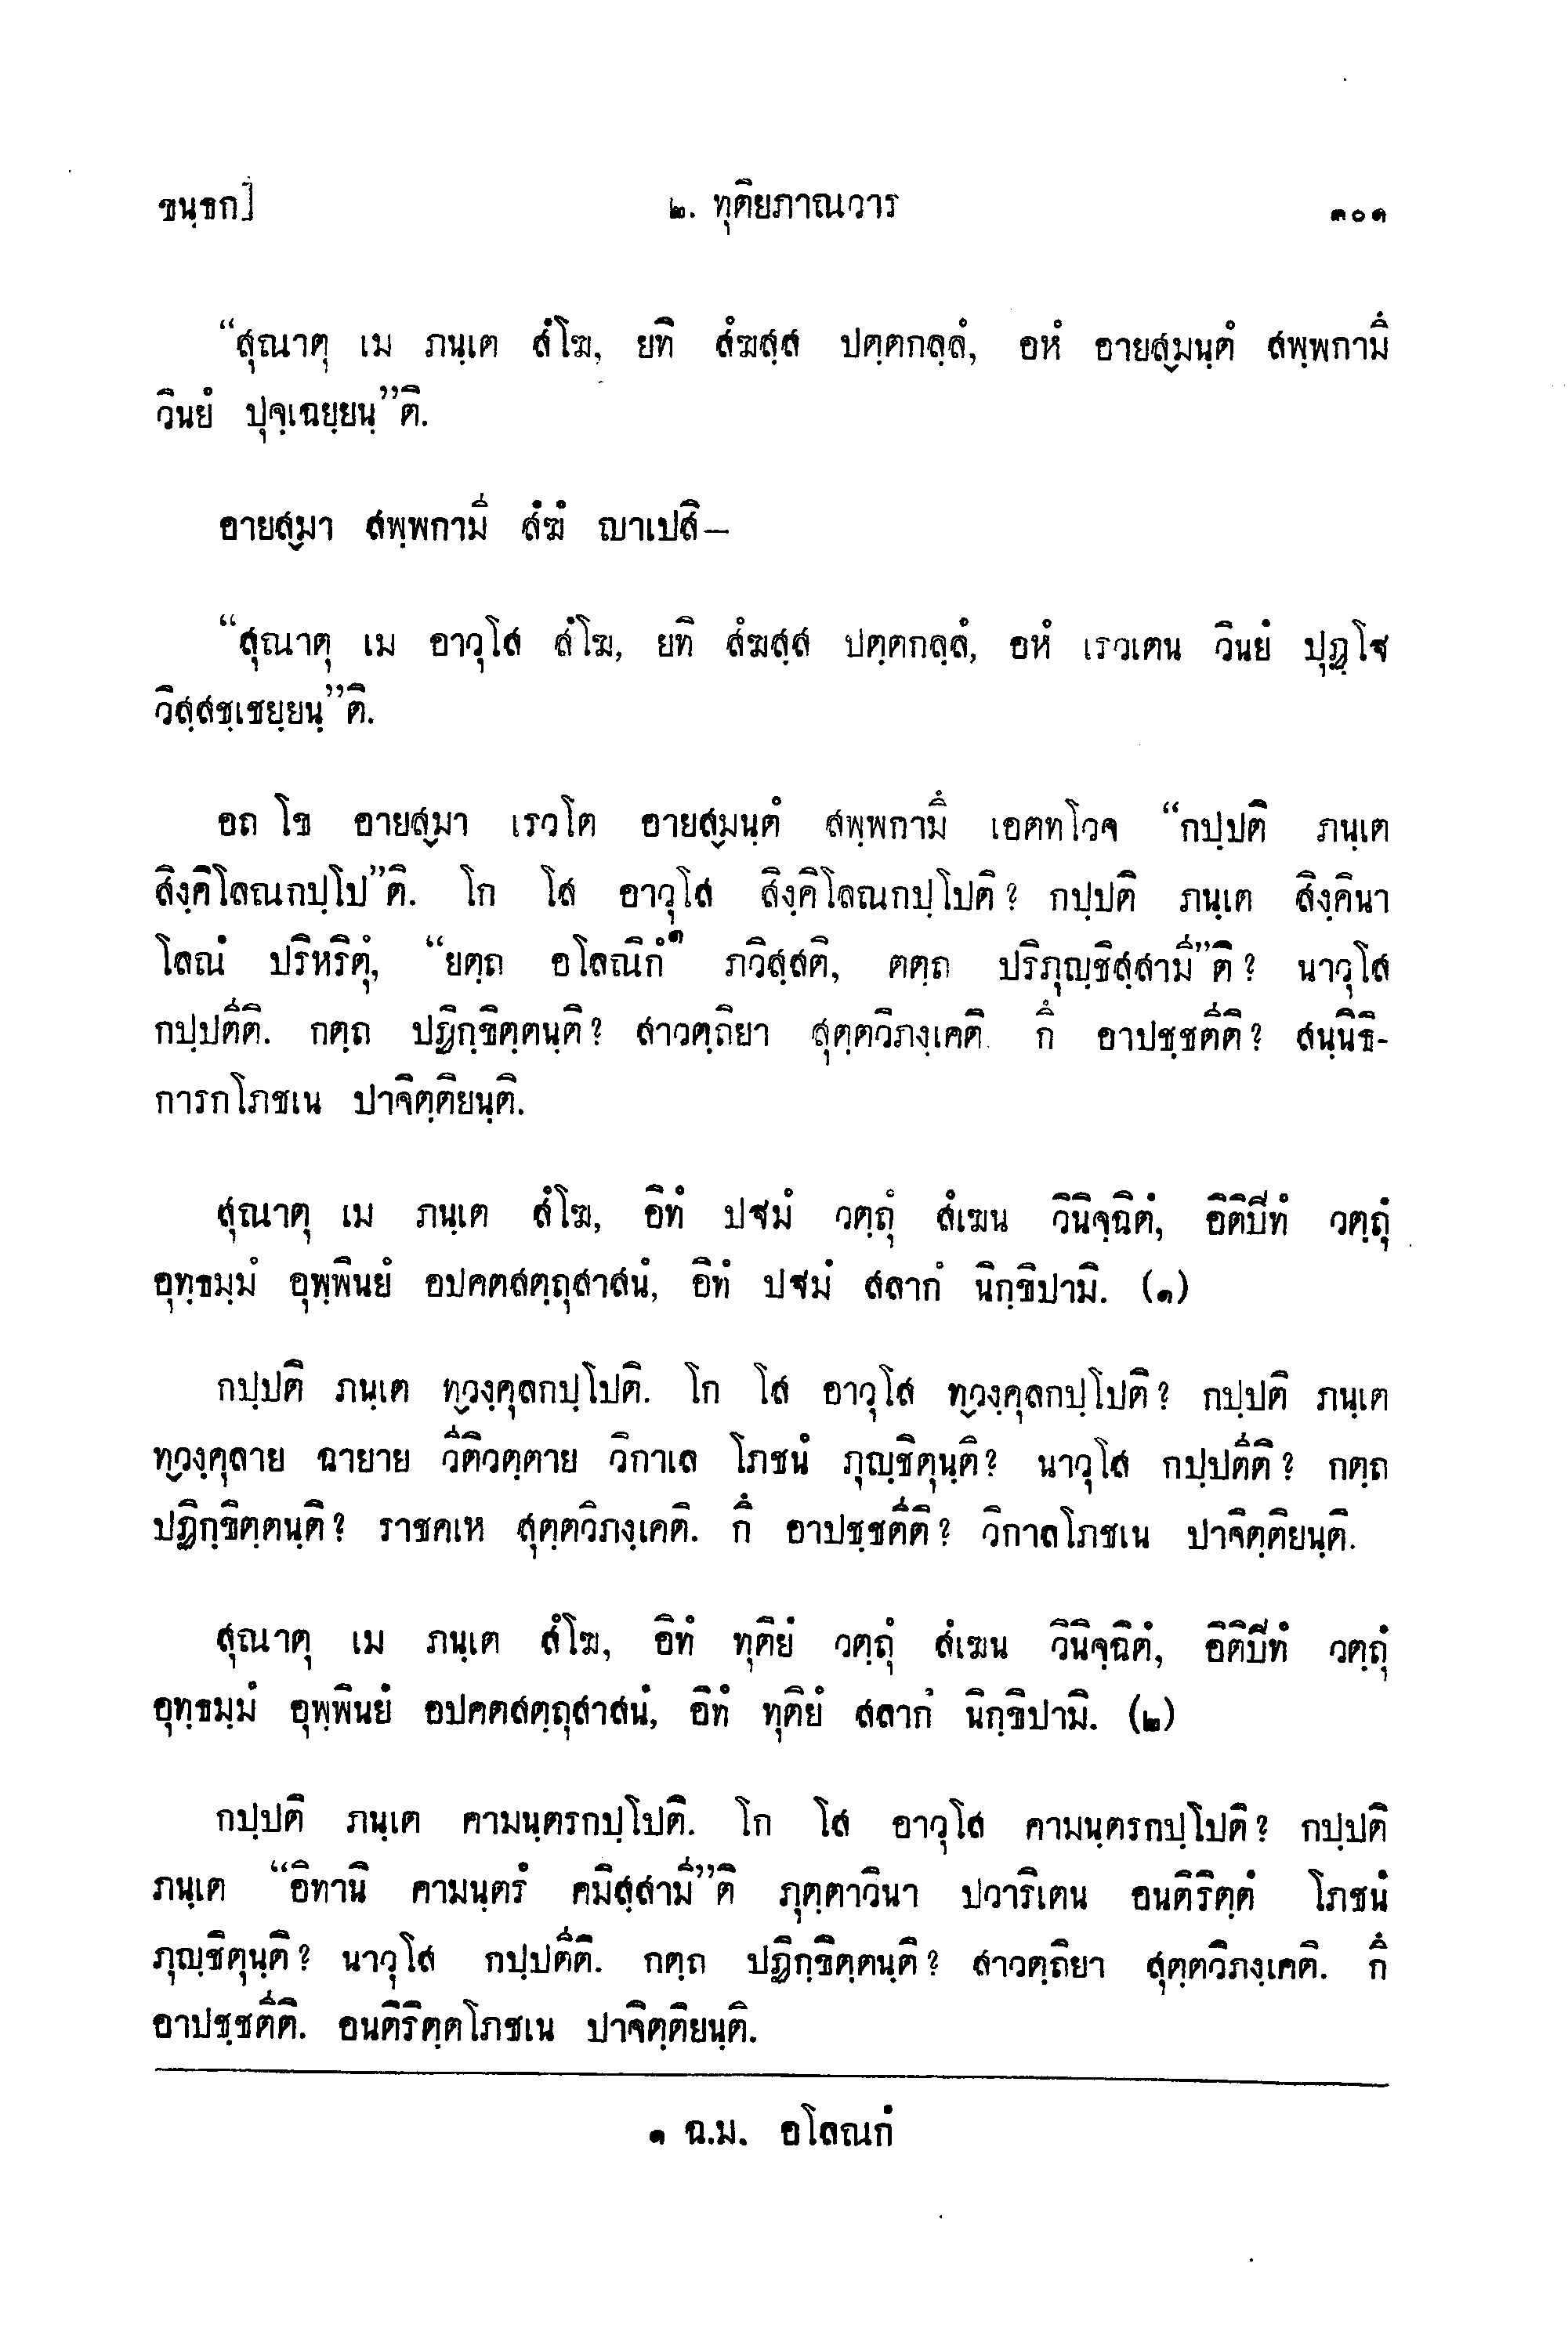 ขนฺธก]
๒. ทุติยภาณวาร
๓๐๑
“สุณาตุ เม ภนฺเต สํโฆ, ยทิ สํฆสฺส ปตฺตกลฺลํ, อหํ อายสฺมนฺตํ สพฺพกามึ
วินยํ ปุจฺเฉยฺยนฺ”ติ.
อายสฺมา สพฺพกามี สํฆํ ญาเปสิ–
“สุณาตุ เม อาวุโส สํโฆ, ยทิ สํฆสฺส ปตฺตกลฺลํ, อหํ เรวเตน วินยํ ปุฏฺโฐ
วิสฺสชฺเชยฺยนฺ”ติ.
อถ โข อายสฺมา เรวโต อายสฺมนฺตํ สพฺพกามึ เอตทโวจ “กปฺปติ ภนฺเต
สิงฺคิโลณกปฺโป”ติ. โก โส อาวุโส สิงฺคิโลณกปฺโปติ? กปฺปติ ภนฺเต สิงฺคินา
โลณํ ปริหริตุํ, “ยตฺถ อโลณิกํ๑ ภวิสฺสติ, ตตฺถ ปริภุญฺชิสฺสามี”ติ? นาวุโส
กปฺปตีติ. กตฺถ ปฏิกฺขิตฺตนฺติ? สาวตฺถิยา สุตฺตวิภงฺเคติ. กึ อาปชฺชตีติ? สนฺนิธิ-
การกโภชเน ปาจิตฺติยนฺติ.
สุณาตุ เม ภนฺเต สํโฆ, อิทํ ปฐมํ วตฺถุํ สํเฆน วินิจฺฉิตํ, อิติปีทํ วตฺถุํ
อุทฺธมฺมํ อุพฺพินยํ อปคตสตฺถุสาสนํ, อิทํ ปฐมํ สลากํ นิกฺขิปามิ. (๑)
กปฺปติ ภนฺเต ทฺวงฺคุลกปฺโปติ. โก โส อาวุโส ทฺวงฺคุลกปฺโปติ? กปฺปติ ภนฺเต
ทฺวงฺคุลาย ฉายาย วีติวตฺตาย วิกาเล โภชนํ ภุญฺชิตุนฺติ? นาวุโส กปฺปตีติ? กตฺถ
ปฏิกฺขิตฺตนฺติ? ราชคเห สุตฺตวิภงฺเคติ. กึ อาปชฺชตีติ? วิกาลโภชเน ปาจิตฺติยนฺติ.
สุณาตุ เม ภนฺเต สํโฆ, อิทํ ทุติยํ วตฺถุํ สํเฆน วินิจฺฉิตํ, อิติปีทํ วตฺถุํ
อุทฺธมฺมํ อุพฺพินยํ อปคตสตฺถุสาสนํ, อิทํ ทุติยํ สลากํ นิกฺขิปามิ. (๒)
กปฺปติ ภนฺเต คามนฺตรกปฺโปติ. โก โส อาวุโส คามนฺตรกปฺโปติ? กปฺปติ
ภนฺเต “อิทานิ คามนฺตรํ คมิสฺสามี”ติ ภุตฺตาวินา ปวาริเตน อนติริตฺตํ โภชนํ
ภุญฺชิตุนฺติ? นาวุโส กปฺปตีติ. กตฺถ ปฏิกฺขิตฺตนฺติ? สาวตฺถิยา สุตฺตวิภงฺเคติ. กึ
อาปชฺชตีติ. อนติริตฺตโภชเน ปาจิตฺติยนฺติ.
๑ ฉ.ม. อโลณกํ